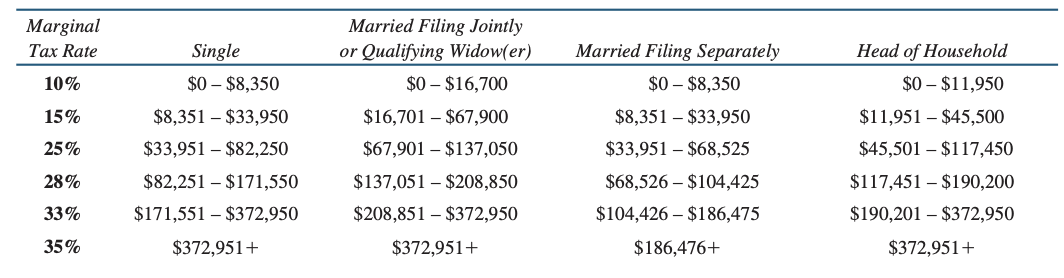 Marginal Married Filing Jointly
Tax Rate Single or Qualifying Widow(er) Married Filing Separately Head of Household
10% $0 – $8,350 $0 – $16,700 $0 – $8,350 $0 – $11,950
15% $8,351 – $33,950 $16,701 – $67,900 $8,351 – $33,950 $11,951 – $45,500
25% $33,951 – $82,250 $67,901 – $137,050 $33,951 – $68,525 $45,501 – $117,450
28% $82,251 – $171,550 $137,051 – $208,850 $68,526 – $104,425 $117,451 – $190,200
33% $171,551 – $372,950 $208,851 – $372,950 $104,426 – $186,475 $190,201 – $372,950
35% $372,951+ $372,951+ $186,476+ $372,951+